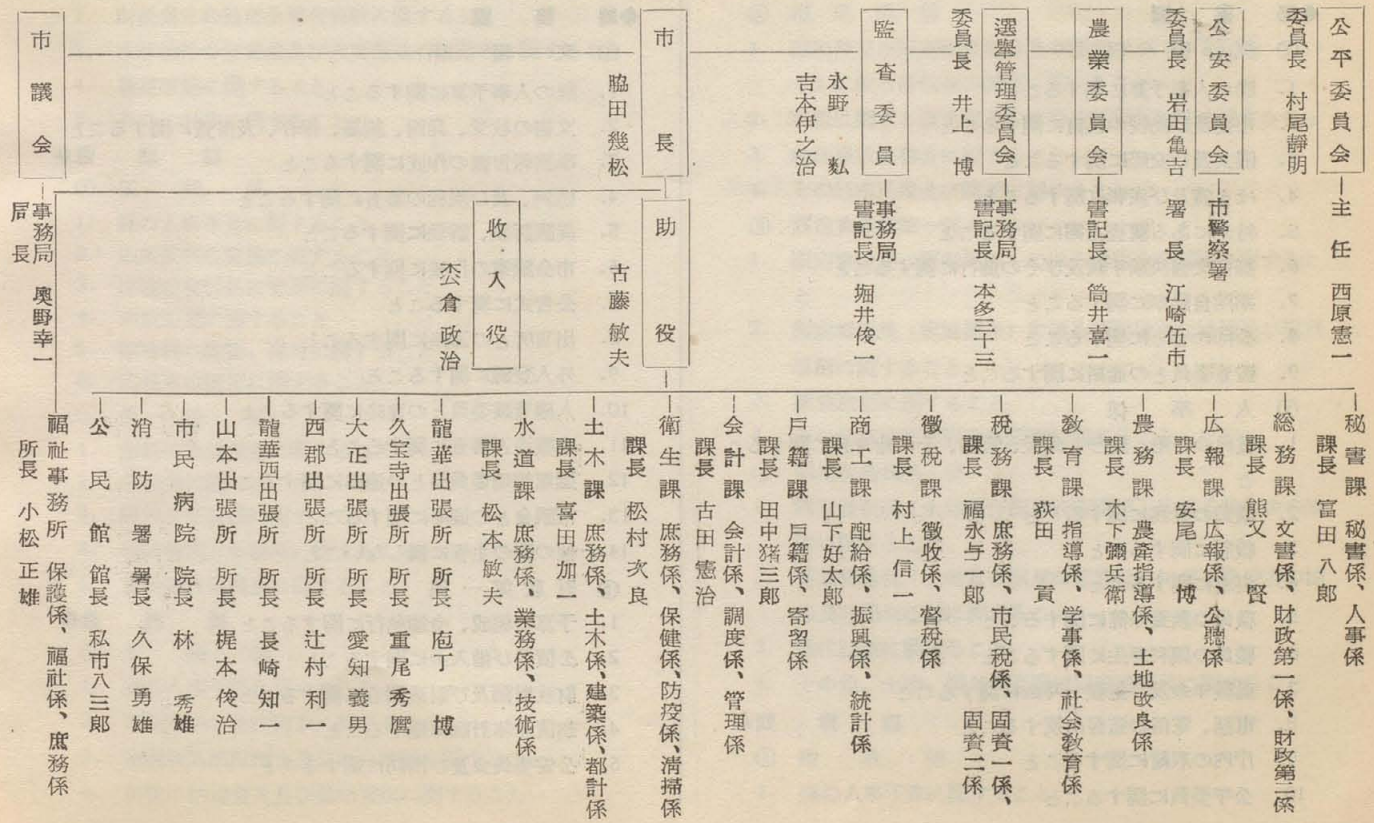 公平委員会
委員長 村尾靜明
主任 西原憲一
公安委員会
委員長 岩田亀吉
市警察署
署長 江崎伍市
農業委員会
書記長 筒井嘉一
選挙管理委員会
委員長 井上博
事務局
書記長 本多三十三
監査委員
永野
吉本伊之治
事務局
書記長 堀井俊一
市長
脇田幾松
助役
古藤敏夫
収入役
倉政治
市議会
事務局
局長 奥野幸一
秘書課 秘書係、人事係
課長 富田八郎
総務課 文書係、財政第一係、財政第二係
課長 熊又賢
広報課 広報係、公聽係
課長 安尾博
農務課 農產指導係、土地改良係
課長 木下彌兵衛
敎育課 指導係、学事係、社会敎育係
課長 荻田實
税務課 庶務係、市民税係、固資一係、固資二係
課長 福永与二郎
徴税課 徴收係、督税係
課長 村上信一
商工課 配給係、振興係、統計係
課長 山下好太郎
戸籍課 戸籍係、寄留係
課長 田中猪三郎
会計課 会計係、調度係、管理係
課長 古田憲治
衛生課 庶務係、保健係、防疫係、淸掃係
課長 松村次良
土木課 庶務係、土木係、建築係、都計係
課長 喜田加一
水道課 庶務係、業務係、技術係
課長 松本敏夫
龍華出張所 所長 庖丁博
久宝寺出張所 所長 重尾秀麿
大正出張所 所長 愛知義男
西郡出張所 所長 辻村利一
龍華西出張所 所長 長崎知一
山本出張所 所長 梶本俊治
市民病院 院長 林秀雄
消防署 署長 久保勇雄
公民館 館長 私市八三郎
福祉事務所 保護係、福祉係、庶務係
所長 小松正雄